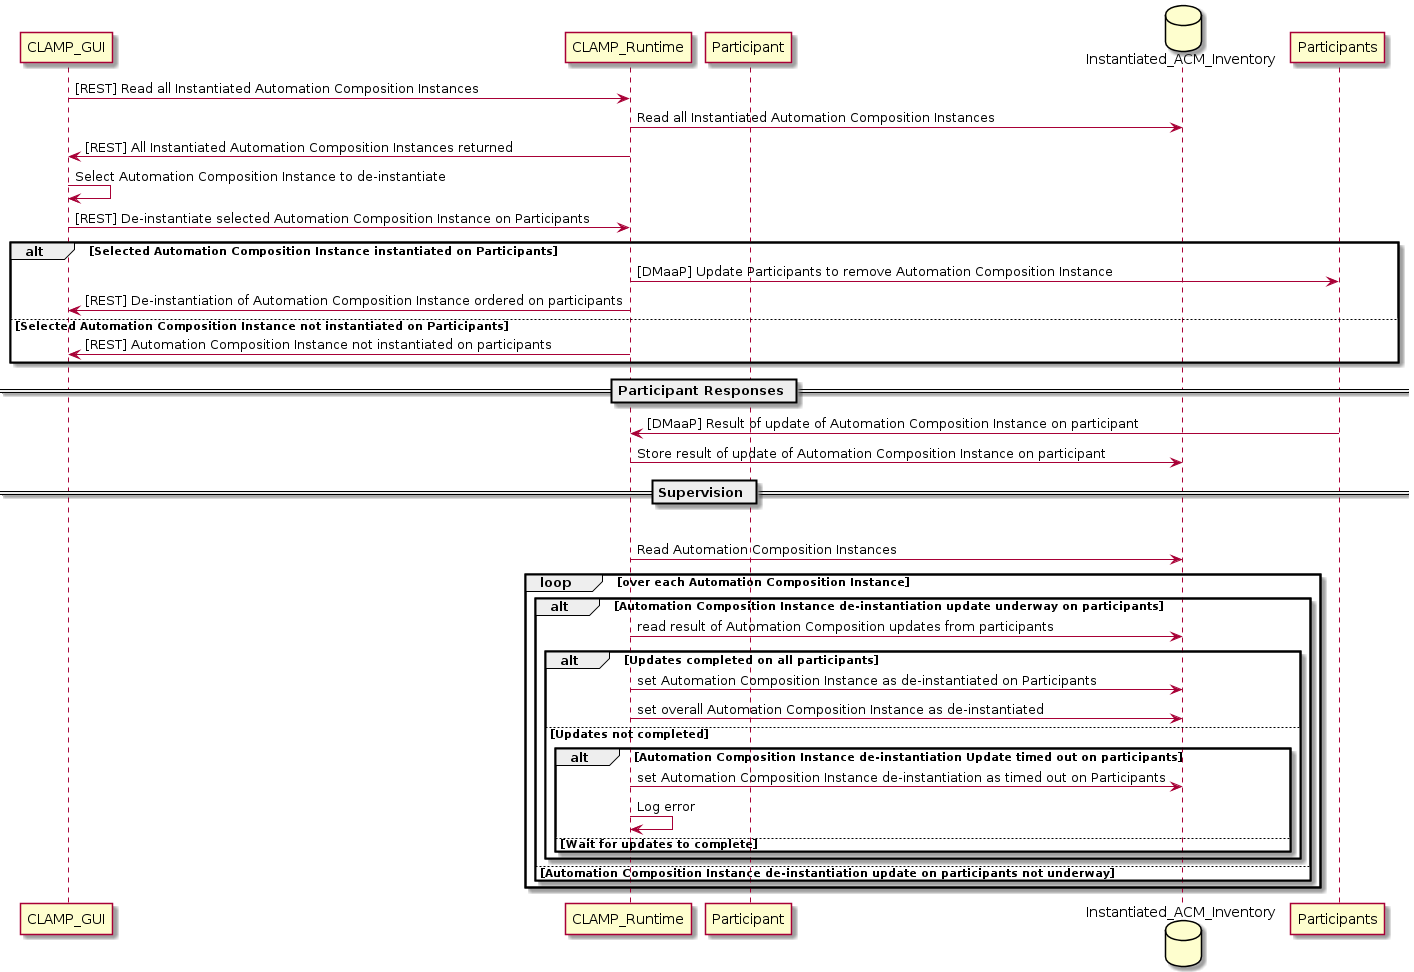 CLAMP_GUI
CLAMP_Runtime
Participant
Instantiated_ACM_Inventory
Participants
[REST] Read all Instantiated Automation Composition Instances
Read all Instantiated Automation Composition Instances
[REST] All Instantiated Automation Composition Instances returned
Select Automation Composition Instance to de-instantiate
[REST] De-instantiate selected Automation Composition Instance on Participants
alt
[Selected Automation Composition Instance instantiated on Participants]
[DMaaP] Update Participants to remove Automation Composition Instance
[REST] De-instantiation of Automation Composition Instance ordered on participants
[Selected Automation Composition Instance not instantiated on Participants]
[REST] Automation Composition Instance not instantiated on participants
Participant Responses
[DMaaP] Result of update of Automation Composition Instance on participant
Store result of update of Automation Composition Instance on participant
Supervision
Read Automation Composition Instances
loop
[over each Automation Composition Instance]
alt
[Automation Composition Instance de-instantiation update underway on participants]
read result of Automation Composition updates from participants
alt
[Updates completed on all participants]
set Automation Composition Instance as de-instantiated on Participants
set overall Automation Composition Instance as de-instantiated
[Updates not completed]
alt
[Automation Composition Instance de-instantiation Update timed out on participants]
set Automation Composition Instance de-instantiation as timed out on Participants
Log error
[Wait for updates to complete]
[Automation Composition Instance de-instantiation update on participants not underway]
CLAMP_GUI
CLAMP_Runtime
Participant
Instantiated_ACM_Inventory
Participants